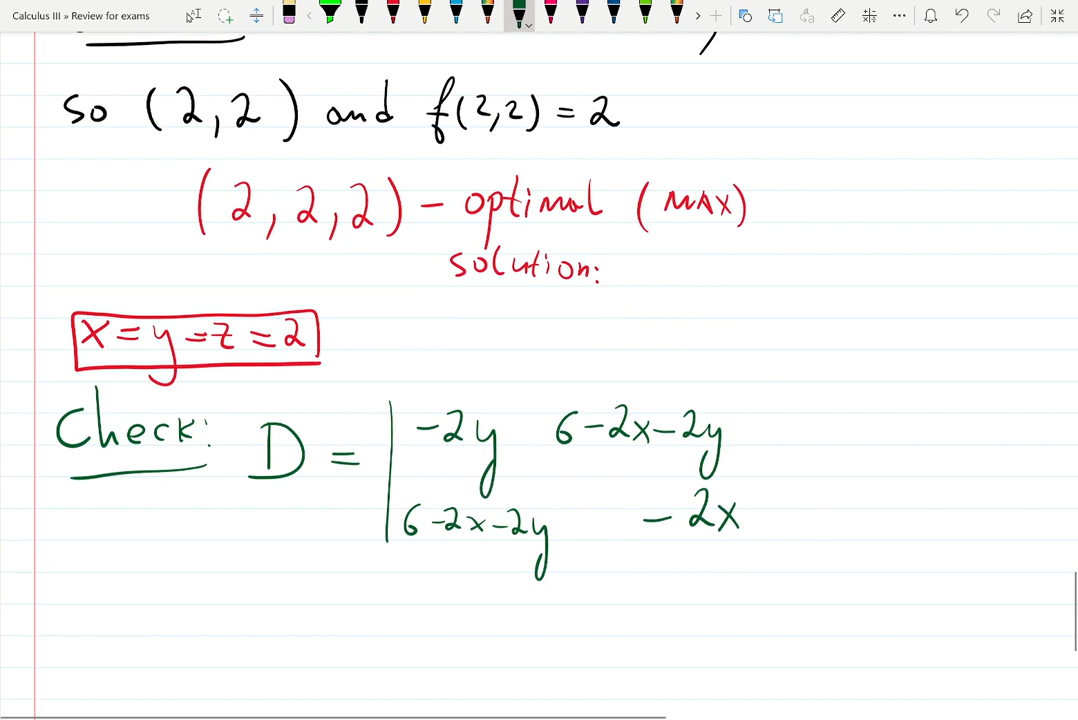 Calculus III » Review for exams
so (2,2) and f(2,2) = 2
(2, 2, 2) – optimal (MAX)
solution:
x = y = z = 2
Check: D = | -2y 6-2x-2y
6-2x-2y -2x